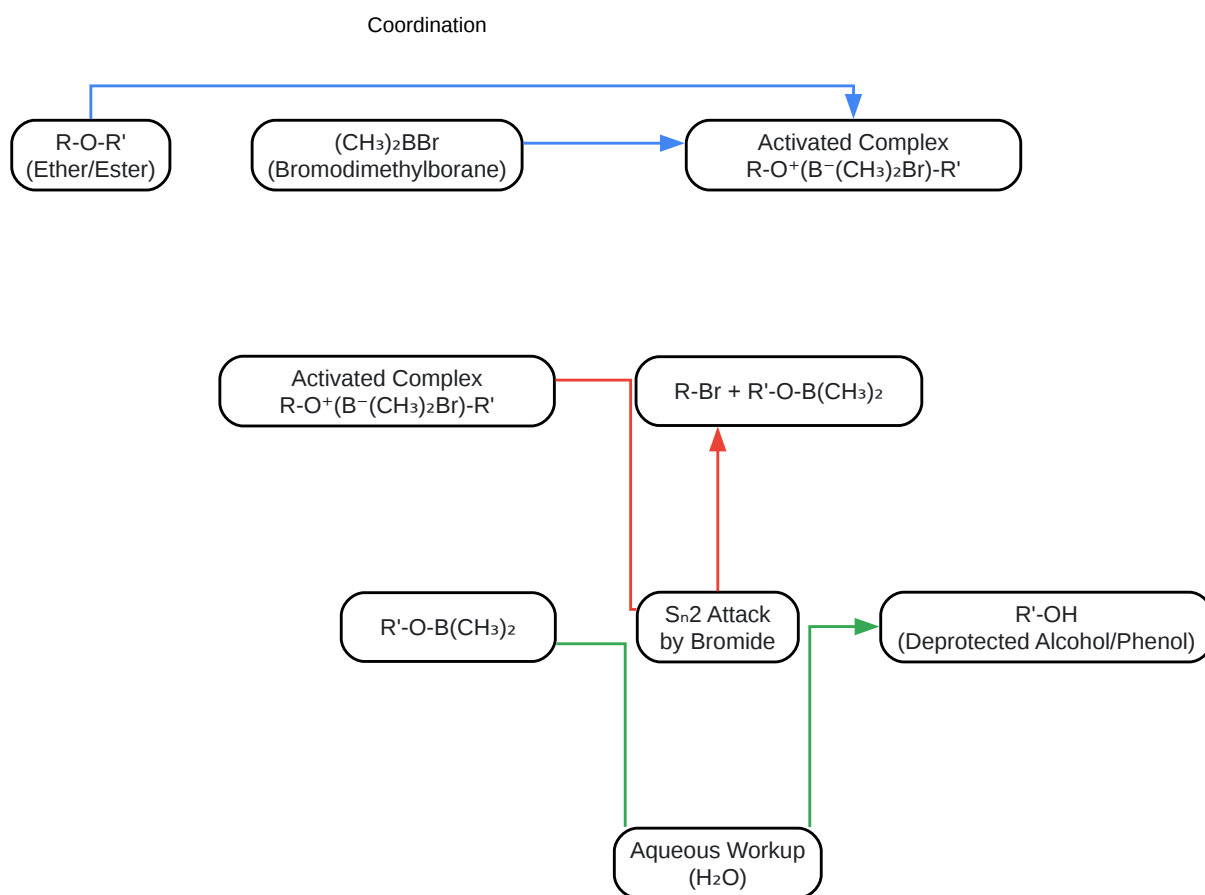 Coordination
R-O-R'
(Ether/Ester)
(CH₃)₂BBr
(Bromodimethylborane)
Activated Complex
R-O⁺(B⁻(CH₃)₂Br)-R'
Activated Complex
R-O⁺(B⁻(CH₃)₂Br)-R'
R-Br + R'-O-B(CH₃)₂
R'-O-B(CH₃)₂
Sₙ2 Attack
by Bromide
R'-OH
(Deprotected Alcohol/Phenol)
Aqueous Workup
(H₂O)